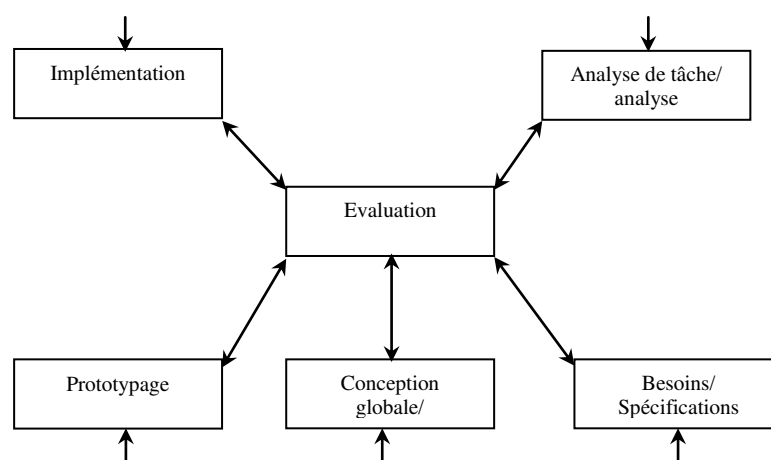 Implémentation
Analyse de tâche/
analyse
Evaluation
Prototypage
Conception
globale/
Besoins/
Spécifications